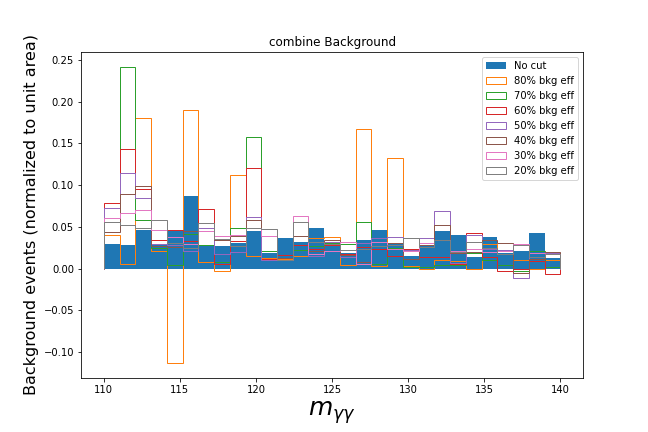 combine Background
Background events (normalized to unit area)
0.25
0.20
0.15
0.10
0.05
0.00
−0.05
−0.10
No cut
80% bkg eff
70% bkg eff
60% bkg eff
50% bkg eff
40% bkg eff
30% bkg eff
20% bkg eff
110 115 120 125 130 135 140
mγγ